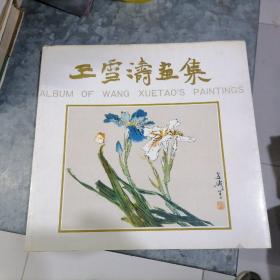 王雪涛画集
ALBUM OF WANG XUETAO'S PAINTINGS